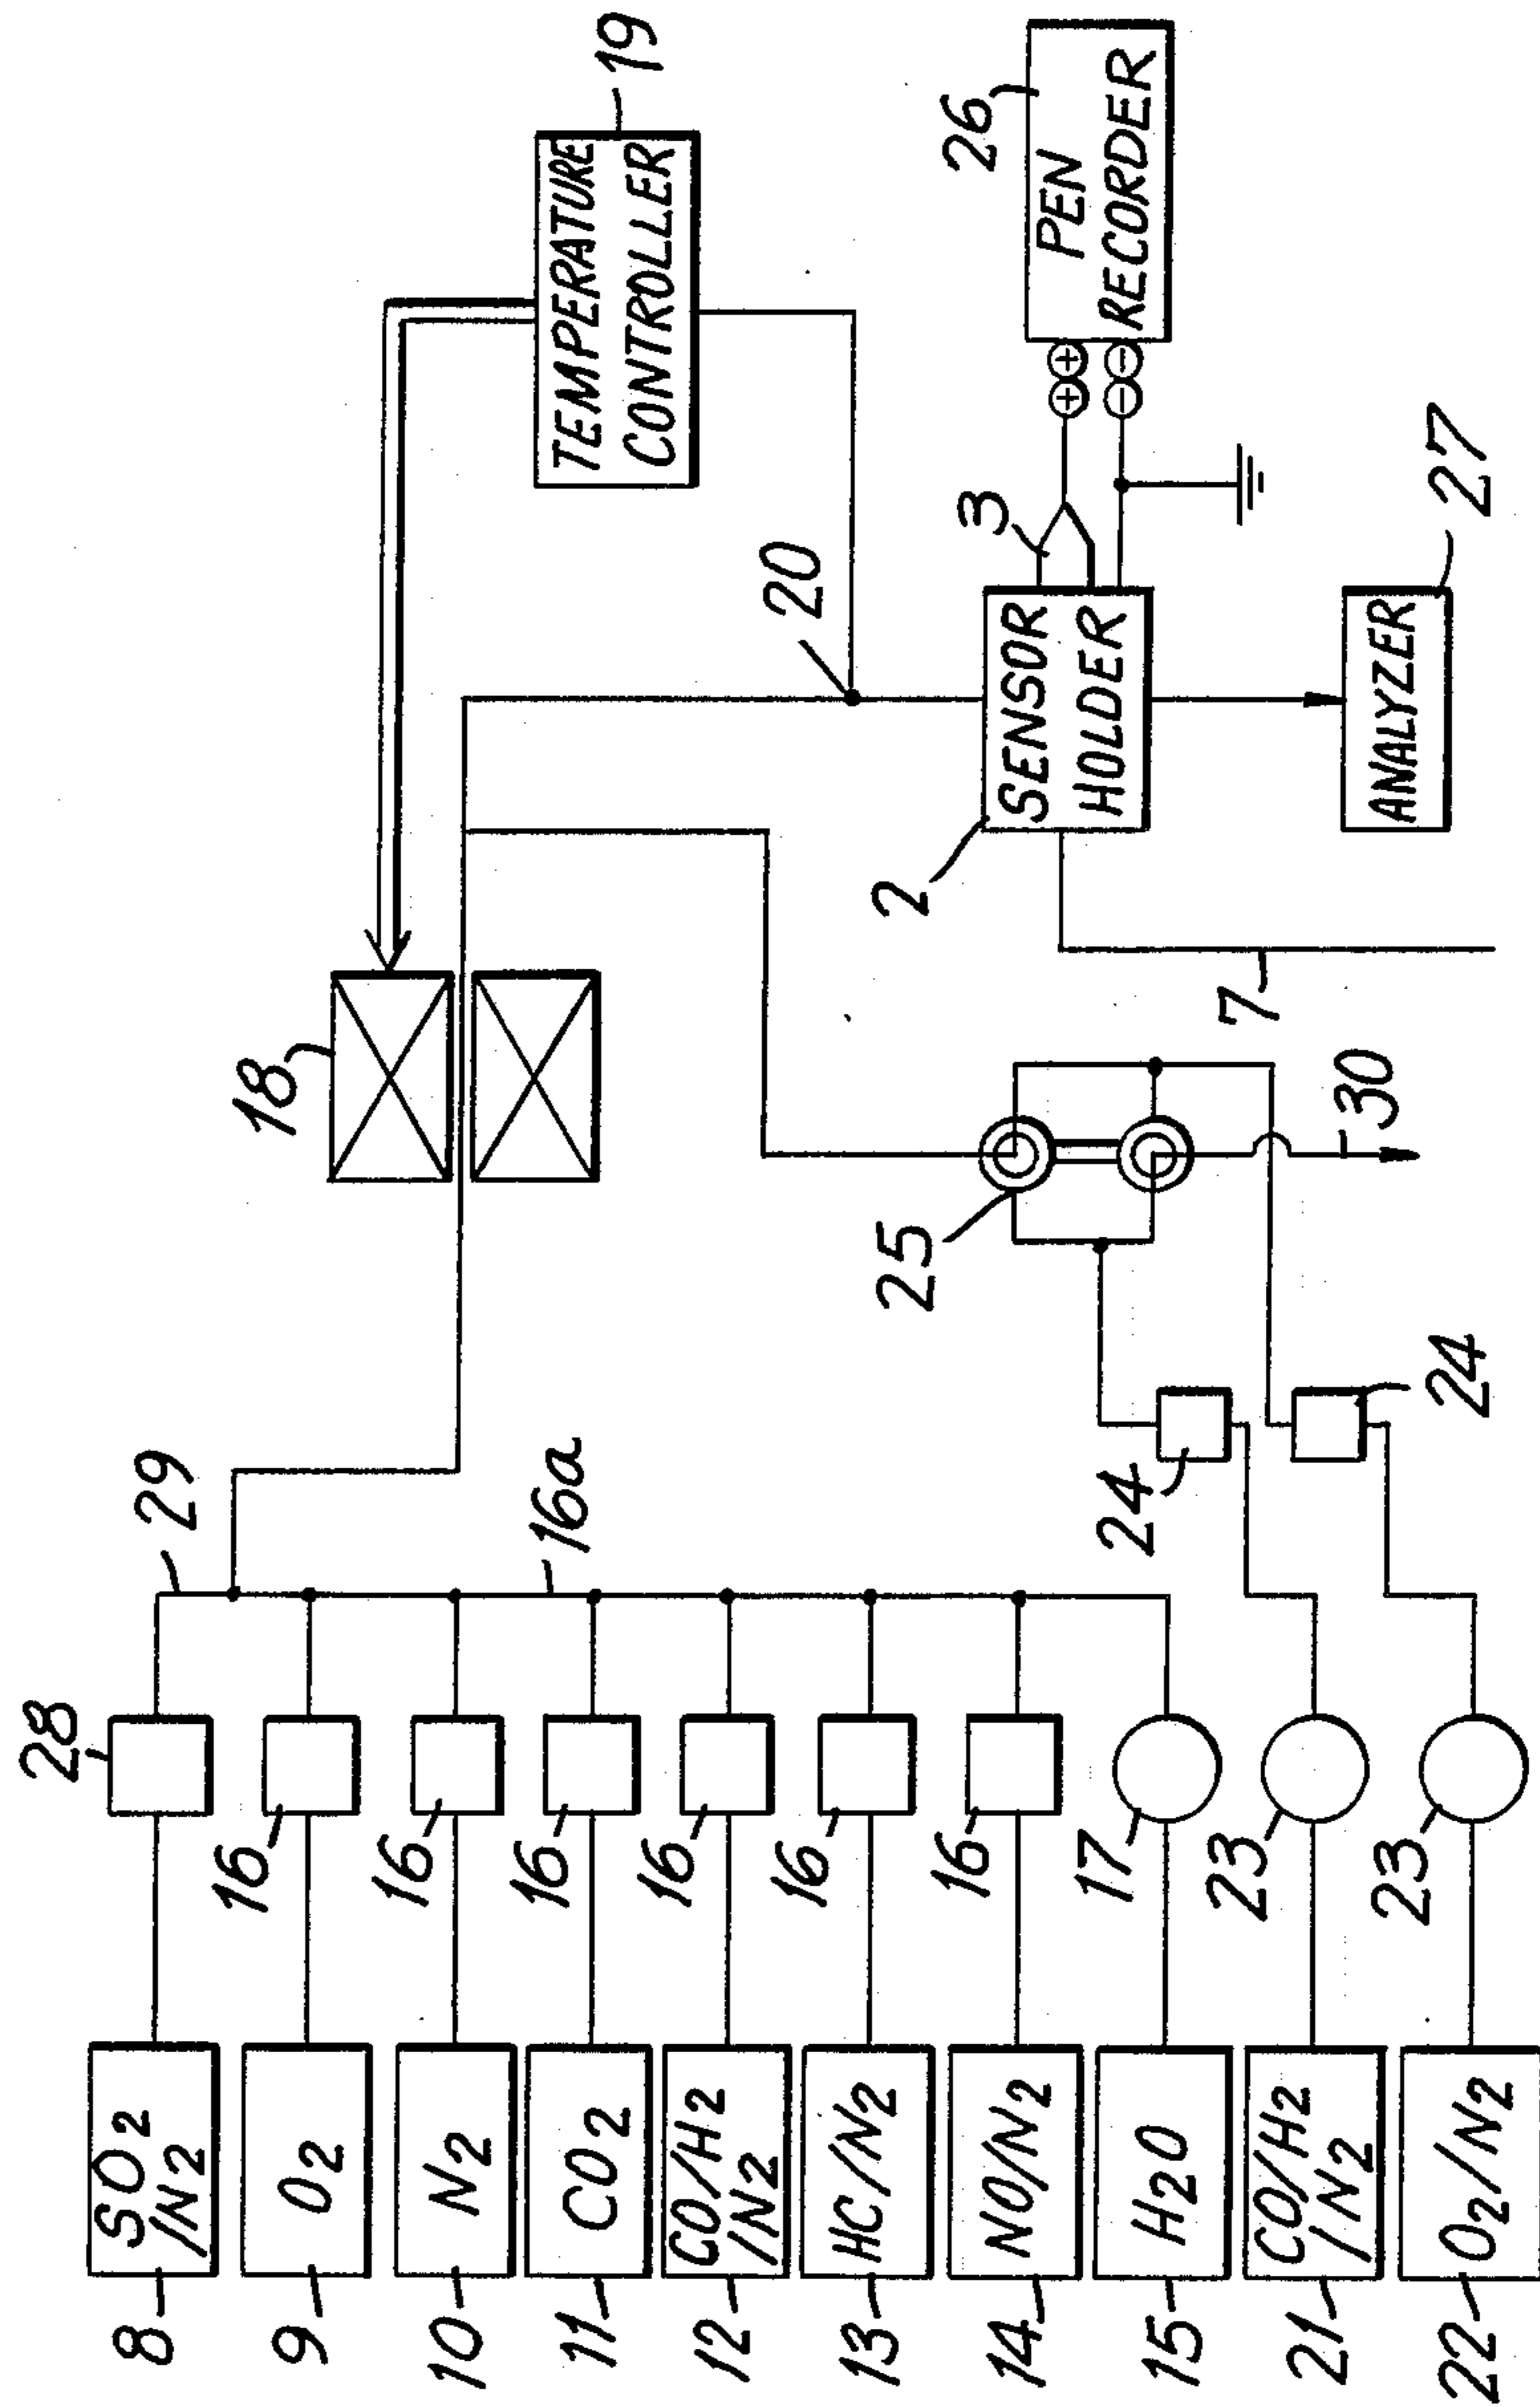 8
SO2
/N2
28
29
9
O2
16
10
N2
16
16a
11
CO2
16
12
CO/H2
/N2
16
13
HC/N2
16
14
NO/N2
16
15
H2O
17
21
CO/H2
/N2
23
24
22
O2/N2
23
24
18
25
30
19
TEMPERATURE
CONTROLLER
20
2
SENSOR
HOLDER
3
26
PEN
RECORDER
+ +
- -
7
ANALYZER
27